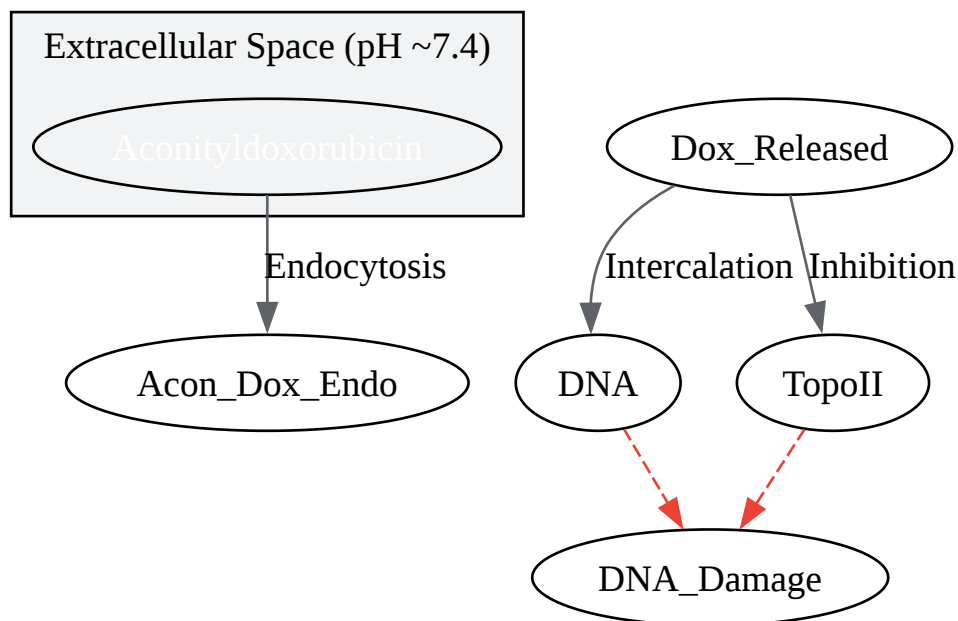 Extracellular Space (pH ~7.4)
Aconityldoxorubicin
Dox_Released
Endocytosis
Intercalation
Inhibition
Acon_Dox_Endo
DNA
TopoII
DNA_Damage